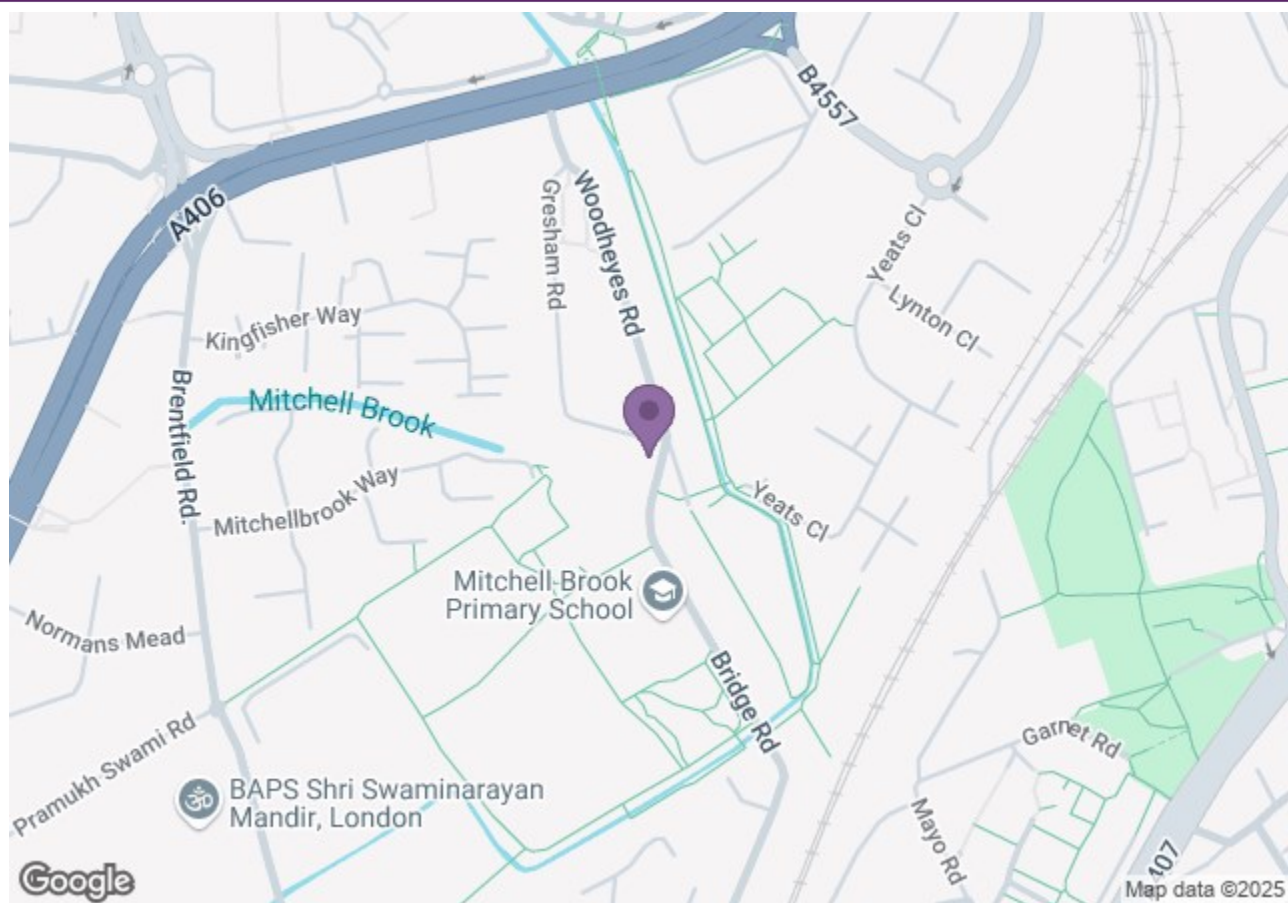 B4557
A406
Gresham Rd
Woodheyes Rd
Yeats Cl
Lynton Cl
Kingfisher Way
Brentfield Rd.
Mitchell Brook
Mitchellbrook Way
Yeats Cl
Mitchell Brook
Primary School
Normans Mead
Bridge Rd
Pramukh Swami Rd
Garnet Rd
BAPS Shri Swaminarayan
Mandir, London
Mayo Rd
407
Google
Map data ©2025